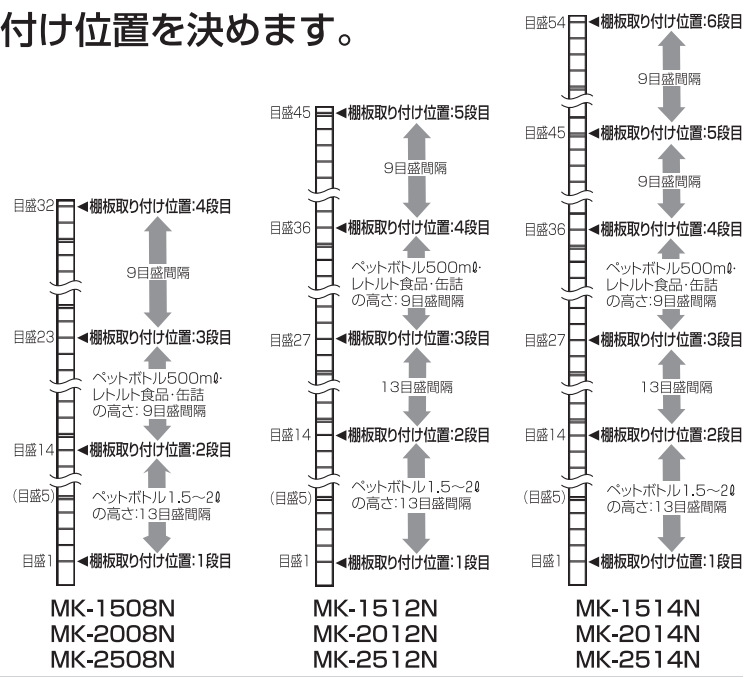 付け位置を決めます。
目盛32
◀棚板取り付け位置:4段目
9目盛間隔
目盛23
◀棚板取り付け位置:3段目
ペットボトル500mℓ・
レトルト食品・缶詰
の高さ:9目盛間隔
目盛14
◀棚板取り付け位置:2段目
(目盛5)
ペットボトル1.5~2ℓ
の高さ:13目盛間隔
目盛1
◀棚板取り付け位置:1段目
MK-1508N
MK-2008N
MK-2508N
目盛45
◀棚板取り付け位置:5段目
9目盛間隔
目盛36
◀棚板取り付け位置:4段目
ペットボトル500mℓ・
レトルト食品・缶詰
の高さ:9目盛間隔
目盛27
◀棚板取り付け位置:3段目
13目盛間隔
目盛14
◀棚板取り付け位置:2段目
(目盛5)
ペットボトル1.5~2ℓ
の高さ:13目盛間隔
目盛1
◀棚板取り付け位置:1段目
MK-1512N
MK-2012N
MK-2512N
目盛54
◀棚板取り付け位置:6段目
9目盛間隔
目盛45
◀棚板取り付け位置:5段目
9目盛間隔
目盛36
◀棚板取り付け位置:4段目
ペットボトル500mℓ・
レトルト食品・缶詰
の高さ:9目盛間隔
目盛27
◀棚板取り付け位置:3段目
13目盛間隔
目盛14
◀棚板取り付け位置:2段目
(目盛5)
ペットボトル1.5~2ℓ
の高さ:13目盛間隔
目盛1
◀棚板取り付け位置:1段目
MK-1514N
MK-2014N
MK-2514N